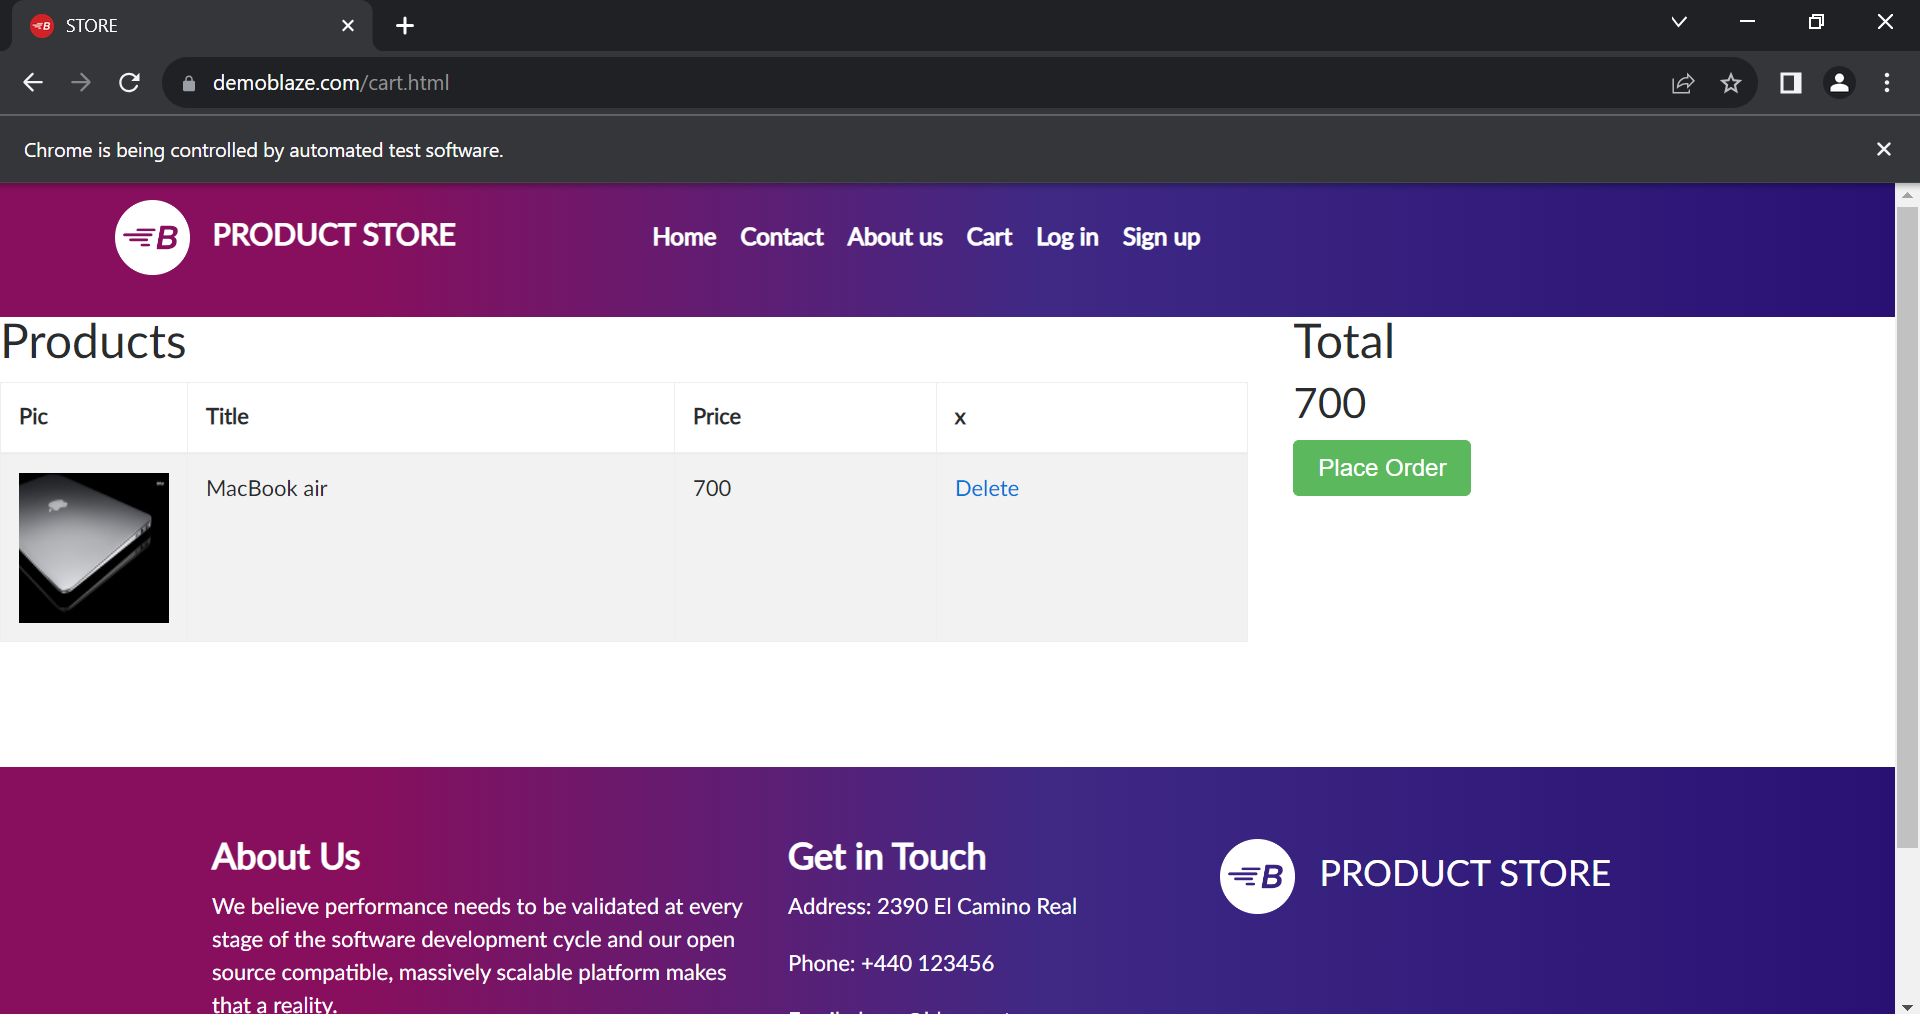 STORE
demoblaze.com/cart.html
Chrome is being controlled by automated test software.
B PRODUCT STORE
Home Contact About us Cart Log in Sign up
Products
Total
700
Place Order
Pic Title Price x
MacBook air 700 Delete
About Us
We believe performance needs to be validated at every
stage of the software development cycle and our open
source compatible, massively scalable platform makes
that a reality.
Get in Touch
Address: 2390 El Camino Real
Phone: +440 123456
B PRODUCT STORE